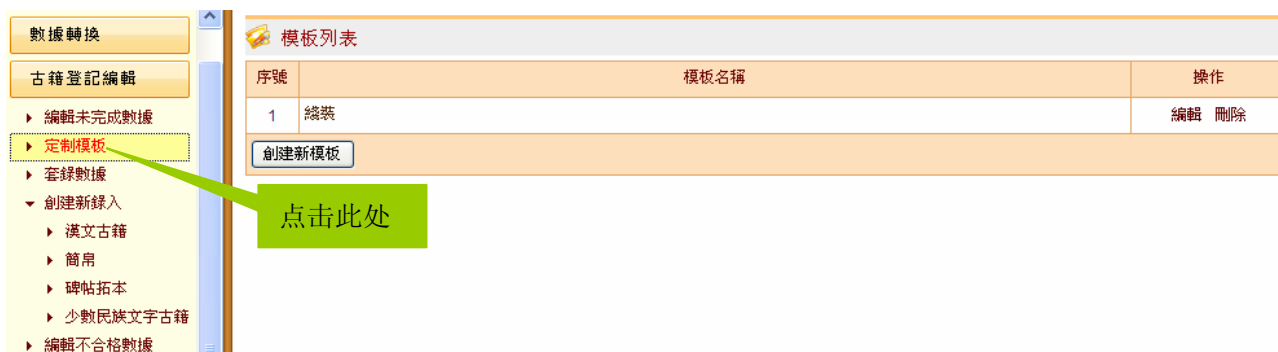 數據轉換
古籍登記編輯
編輯未完成數據
定制模板
套錄數據
創建新錄入
漢文古籍
簡帛
碑帖拓本
少數民族文字古籍
編輯不合格數據
模板列表
序號 模板名稱 操作
1 綫裝 編輯 刪除
創建新模板
点击此处